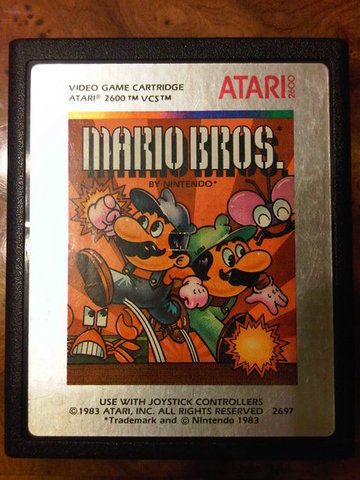 VIDEO GAME CARTRIDGE
ATARI® 2600™ VCS™
ATARI 2600
MARIO BROS.*
BY NINTENDO*
USE WITH JOYSTICK CONTROLLERS
©1983 ATARI, INC. ALL RIGHTS RESERVED 2697
*Trademark and © Nintendo 1983